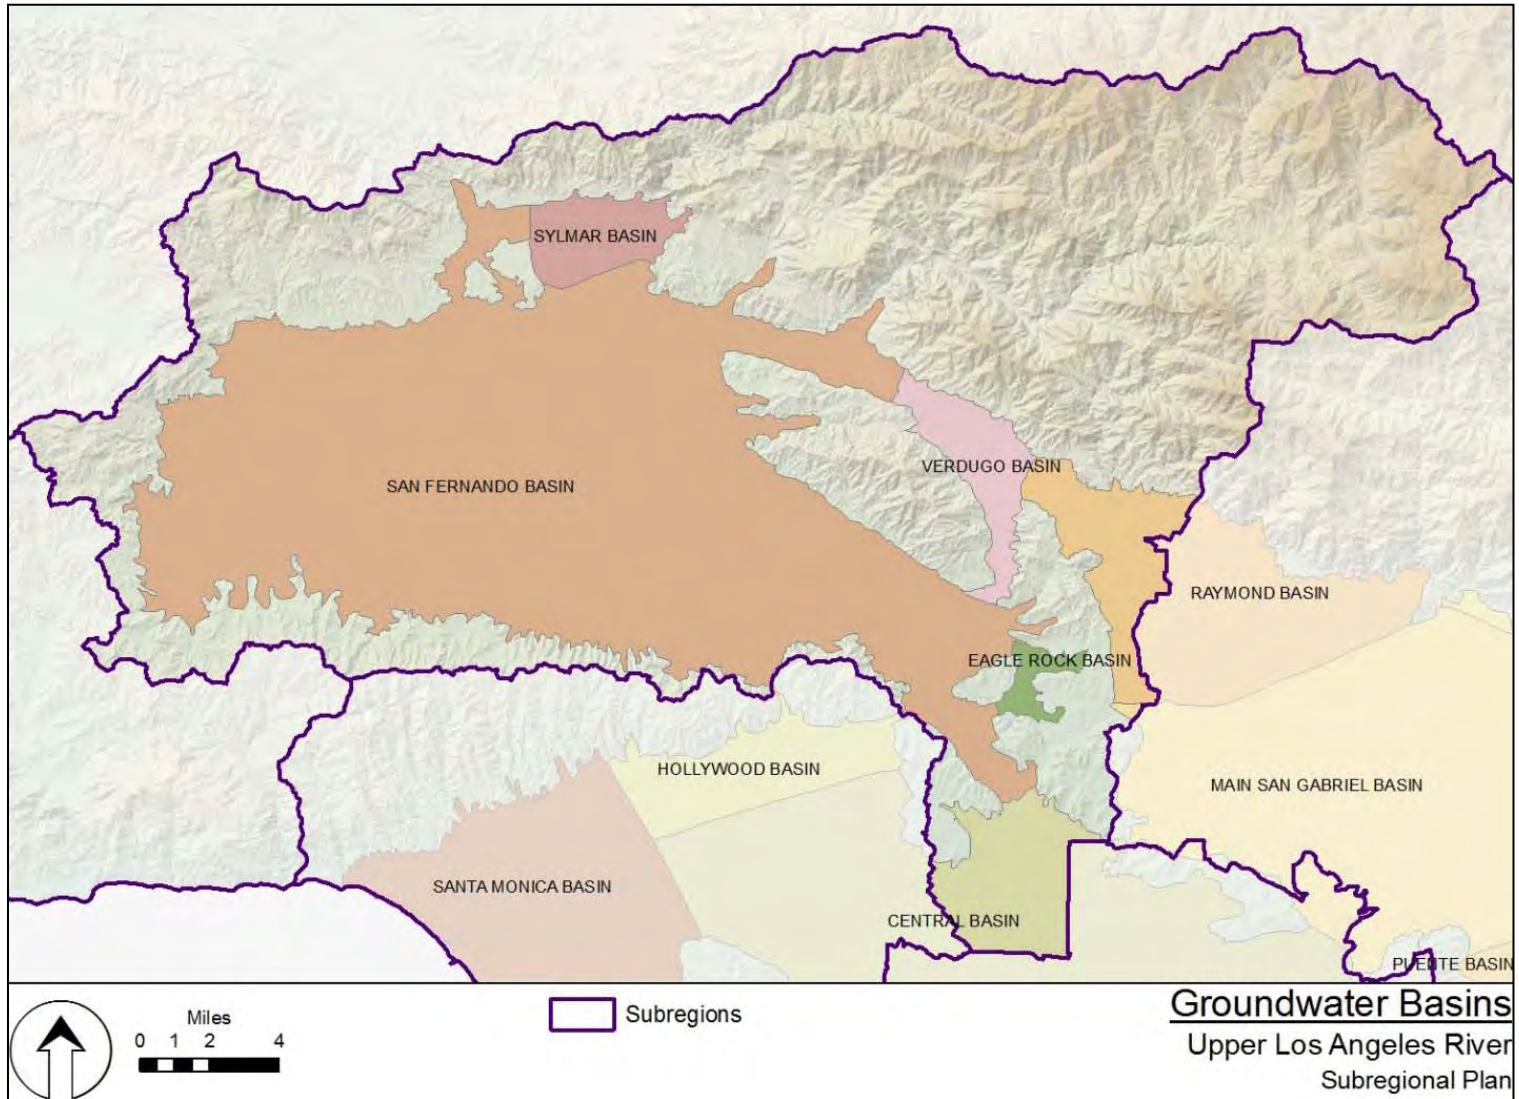 SYLMAR BASIN
VERDUGO BASIN
SAN FERNANDO BASIN
RAYMOND BASIN
EAGLE ROCK BASIN
HOLLYWOOD BASIN
MAIN SAN GABRIEL BASIN
SANTA MONICA BASIN
CENTRAL BASIN
PUENTE BASIN
Miles
0 1 2 4
Subregions
Groundwater Basins
Upper Los Angeles River
Subregional Plan